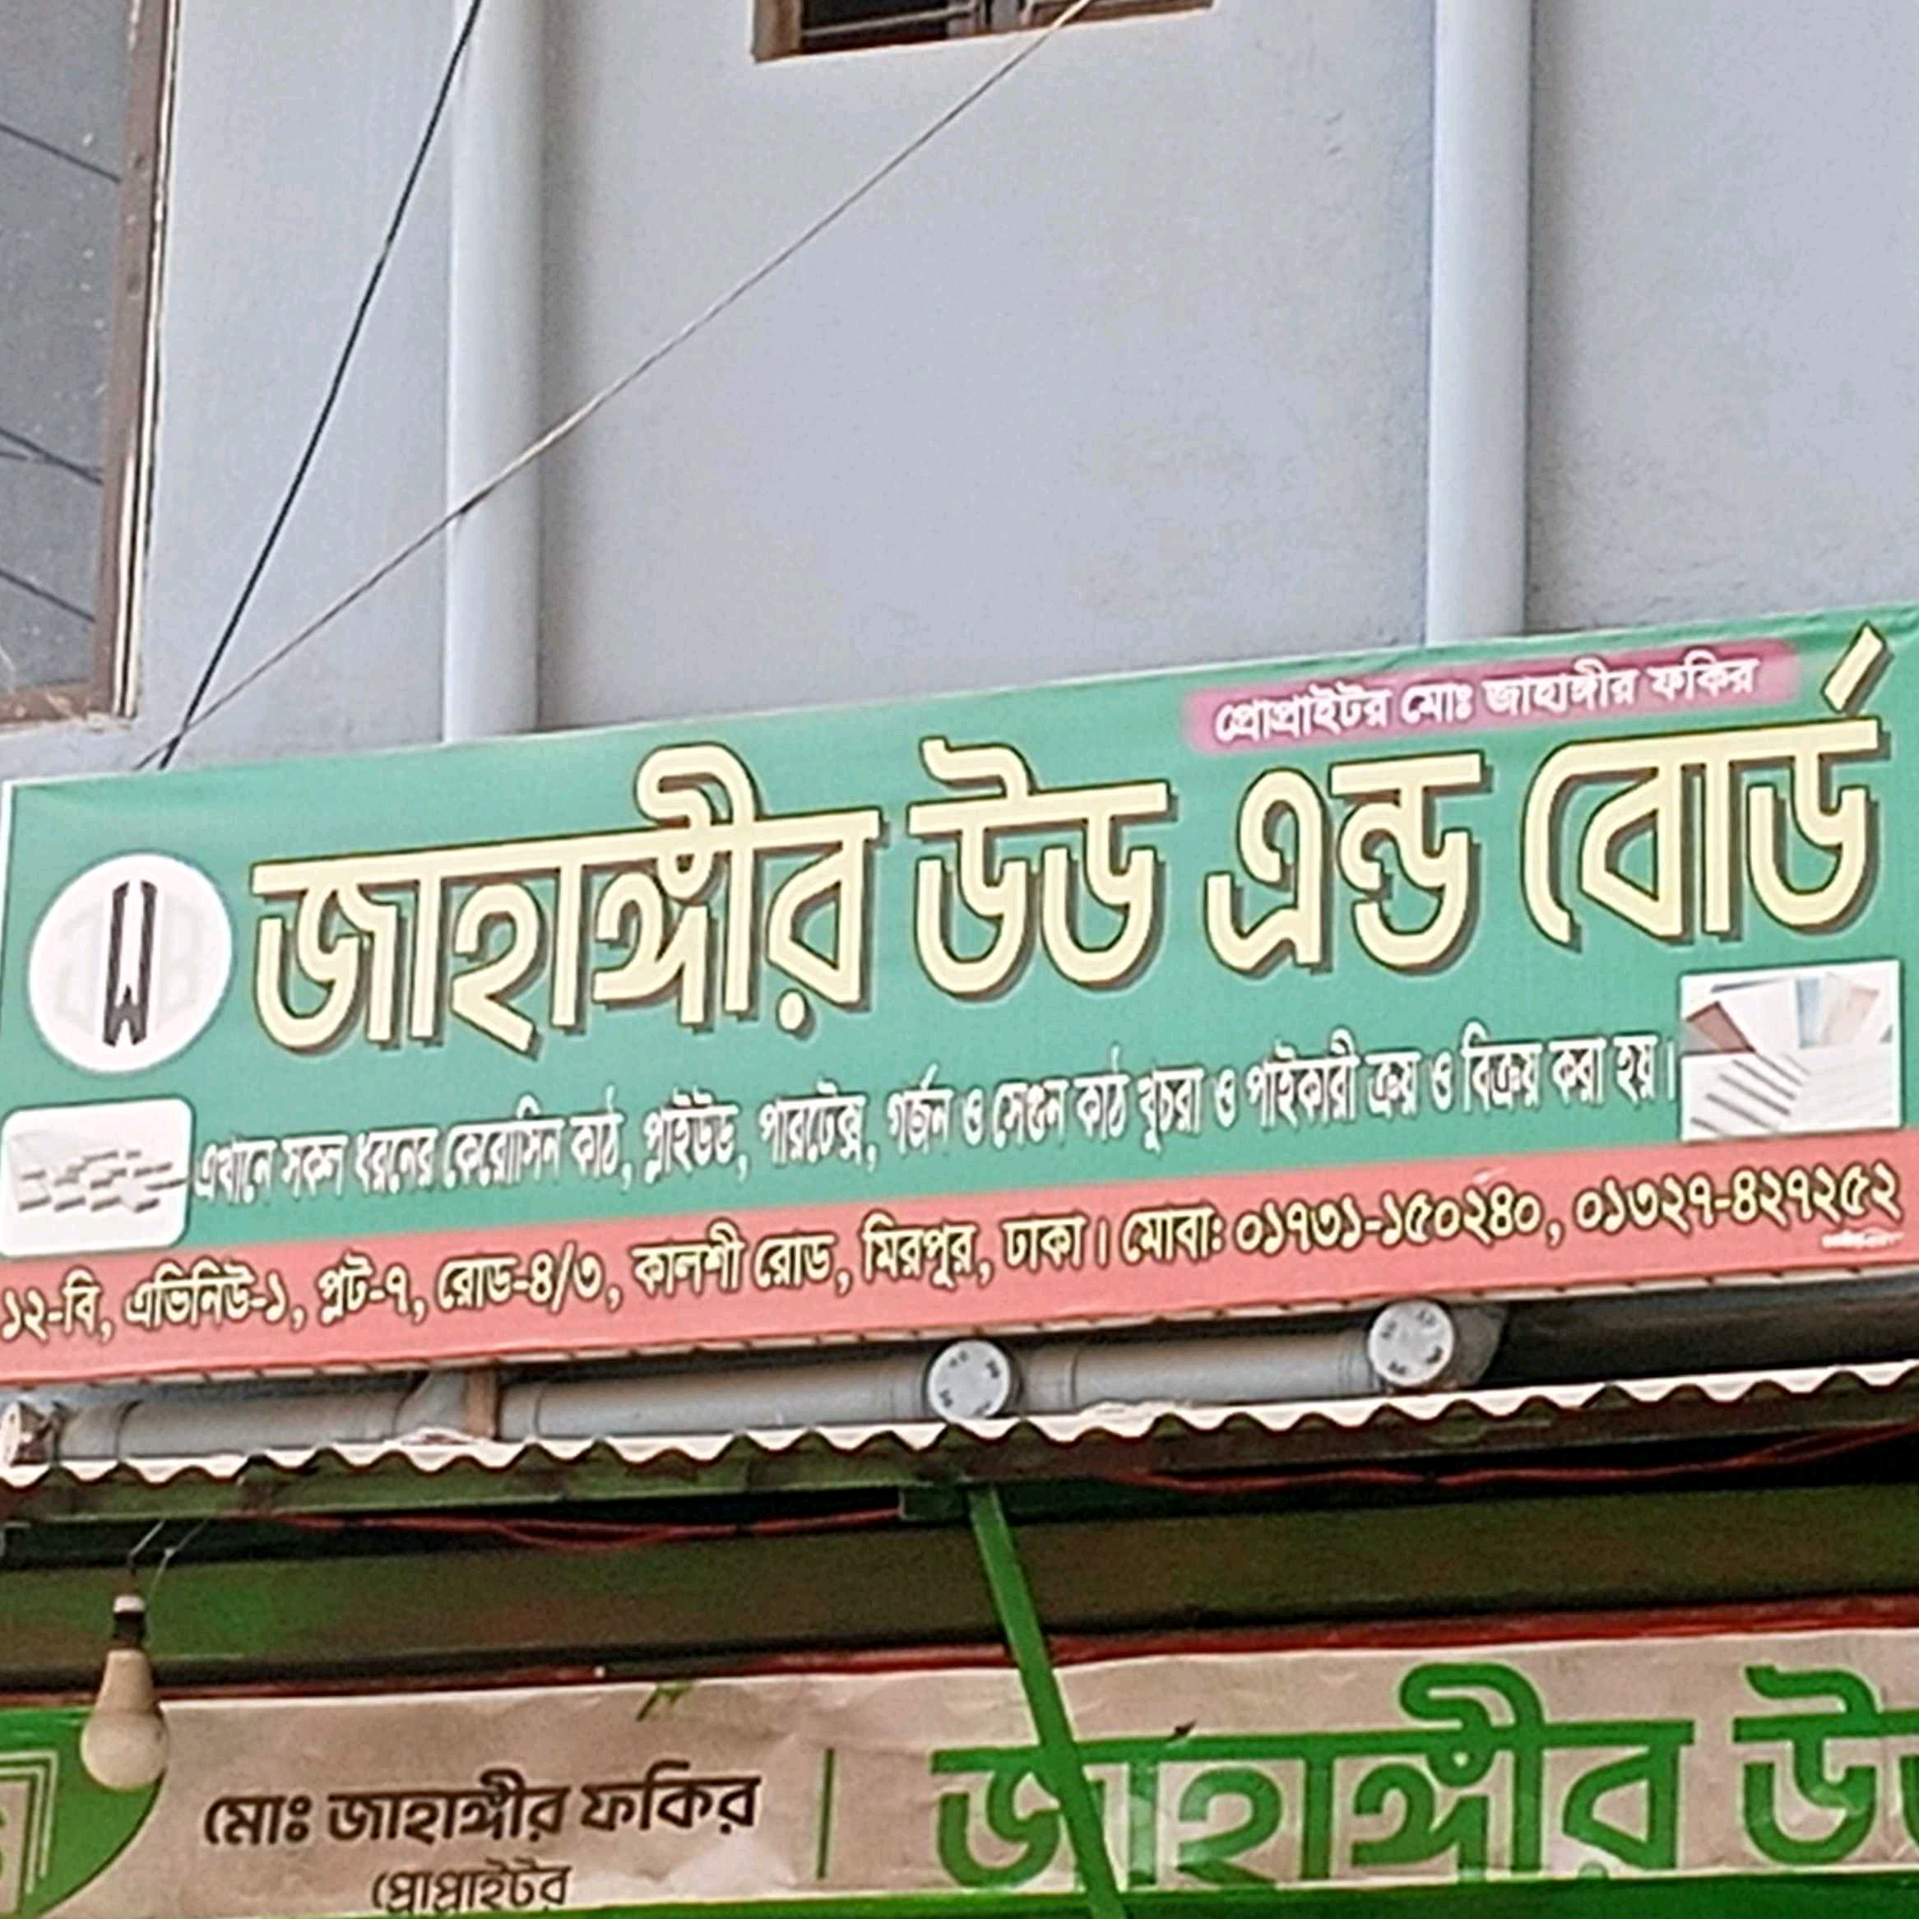 প্রোপ্রাইটর মোঃ জাহাঙ্গীর ফকির
জাহাঙ্গীর উড এন্ড বোর্ড
এখানে সকল ধরনের কেরোসিন কাঠ, প্লাইউড, পারটেক্স, গর্জন ও সেগুন কাঠ খুচরা ও পাইকারী ক্রয় ও বিক্রয় করা হয়।
১২-বি, এভিনিউ-১, প্লট-৭, রোড-৪/৩, কালশী রোড, মিরপুর, ঢাকা। মোবা: ০১৭৩১-১৫০২৪০, ০১৩২৭-৪২৭২৫২
মোঃ জাহাঙ্গীর ফকির
প্রোপ্রাইটর
জাহাঙ্গীর উ